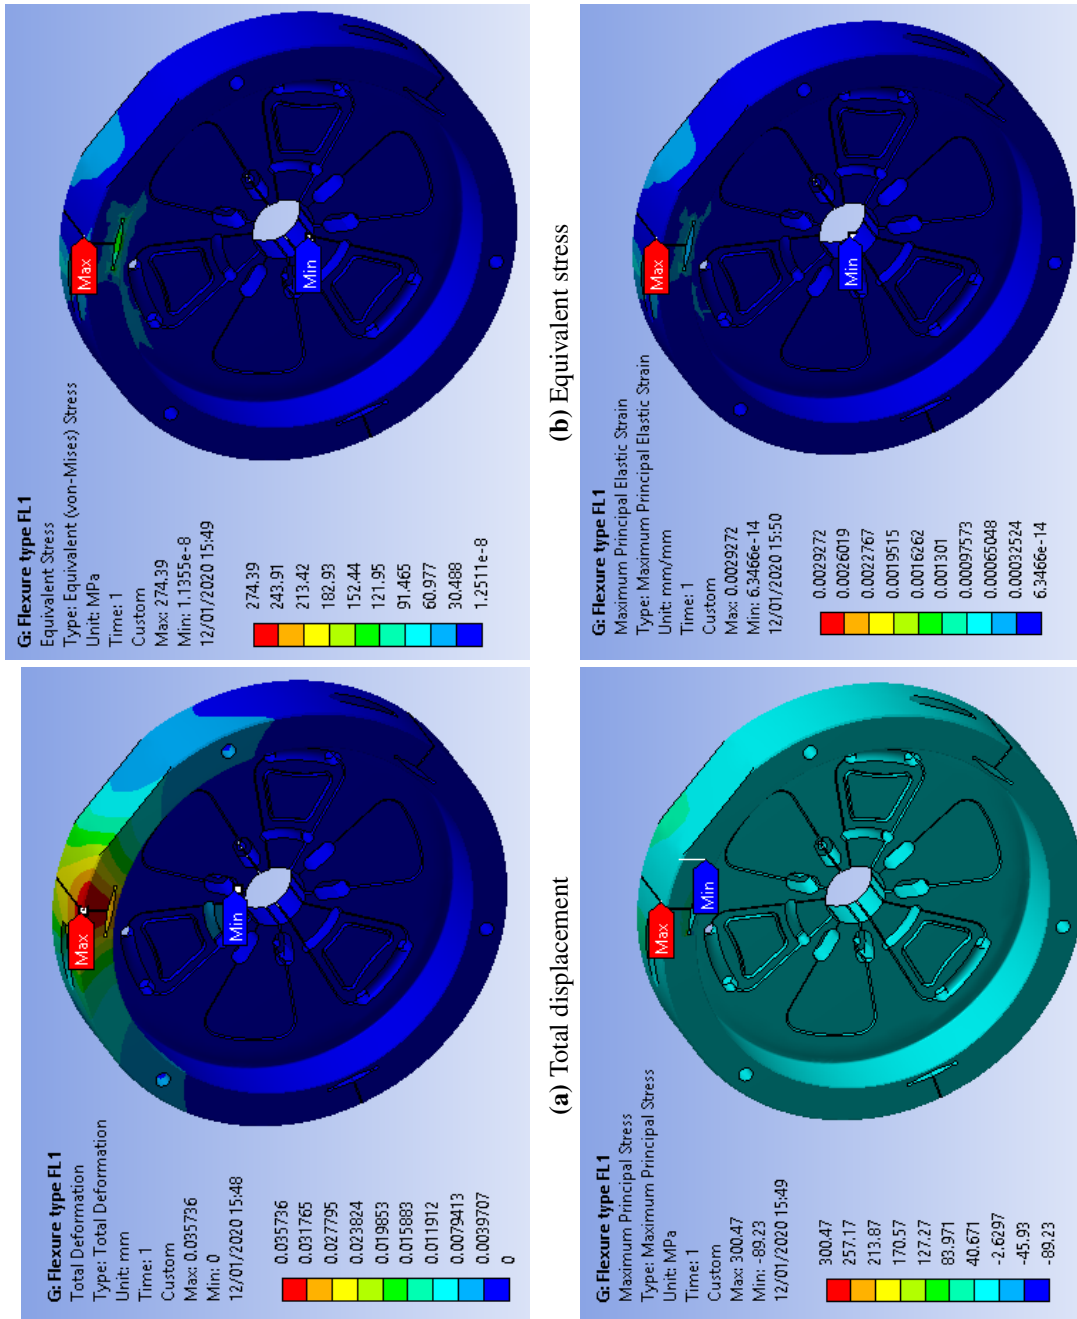 G: Flexure type FL1
Total Deformation
Type: Total Deformation
Unit: mm
Time: 1
Custom
Max: 0.035736
Min: 0
12/01/2020 15:48
0.035736
0.031765
0.027795
0.023824
0.019853
0.015883
0.011912
0.0079413
0.0039707
0
Max
Min
(a) Total displacement
G: Flexure type FL1
Equivalent Stress
Type: Equivalent (von-Mises) Stress
Unit: MPa
Time: 1
Custom
Max: 274.39
Min: 1.1355e-8
12/01/2020 15:49
274.39
243.91
213.42
182.93
152.44
121.95
91.465
60.977
30.488
1.2511e-8
Max
Min
(b) Equivalent stress
G: Flexure type FL1
Maximum Principal Stress
Type: Maximum Principal Stress
Unit: MPa
Time: 1
Custom
Max: 300.47
Min: -89.23
12/01/2020 15:49
300.47
257.17
213.87
170.57
127.27
83.971
40.671
-2.6297
-45.93
-89.23
Max
Min
G: Flexure type FL1
Maximum Principal Elastic Strain
Type: Maximum Principal Elastic Strain
Unit: mm/mm
Time: 1
Custom
Max: 0.0029272
Min: 6.3466e-14
12/01/2020 15:50
0.0029272
0.0026019
0.0022767
0.0019515
0.0016262
0.001301
0.00097573
0.00065048
0.00032524
6.3466e-14
Max
Min